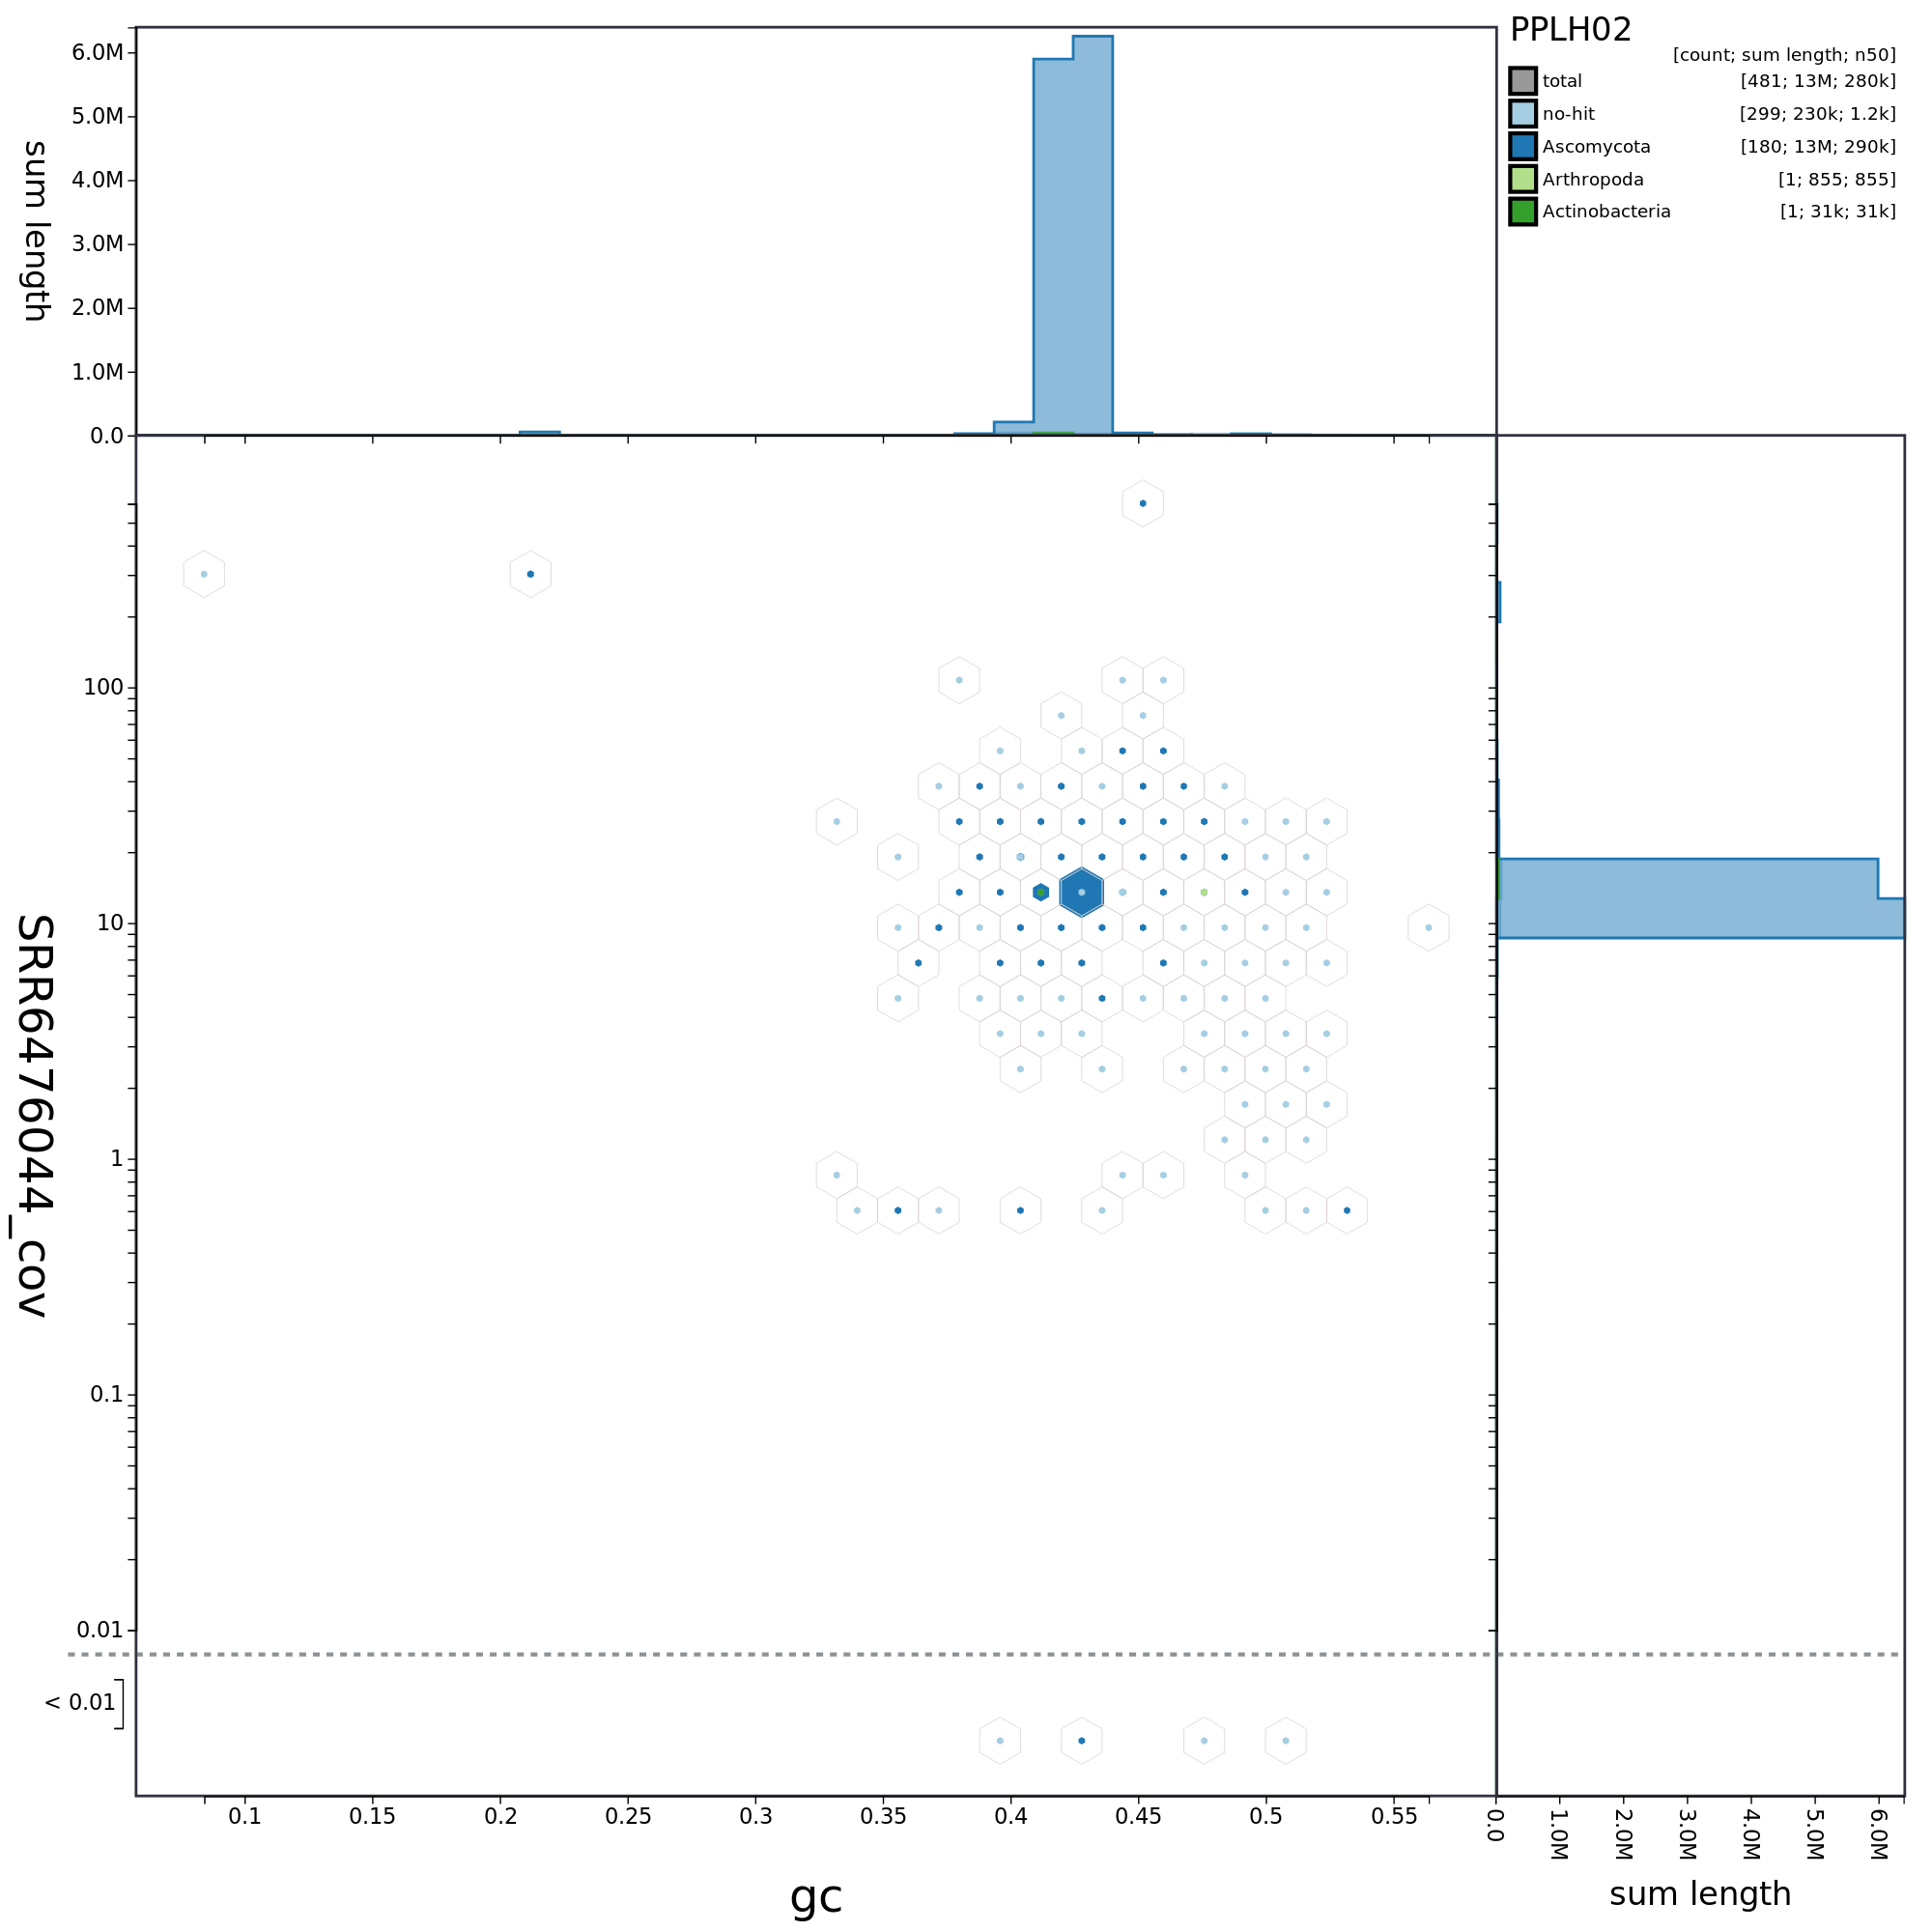 PPLH02
[count; sum length; n50]
total [481; 13M; 280k]
no-hit [299; 230k; 1.2k]
Ascomycota [180; 13M; 290k]
Arthropoda [1; 855; 855]
Actinobacteria [1; 31k; 31k]
sum length
6.0M
5.0M
4.0M
3.0M
2.0M
1.0M
0.0
SRR6476044_cov
100
10
1
0.1
0.01
< 0.01
0.1 0.15 0.2 0.25 0.3 0.35 0.4 0.45 0.5 0.55
gc
0.0 1.0M 2.0M 3.0M 4.0M 5.0M 6.0M
sum length